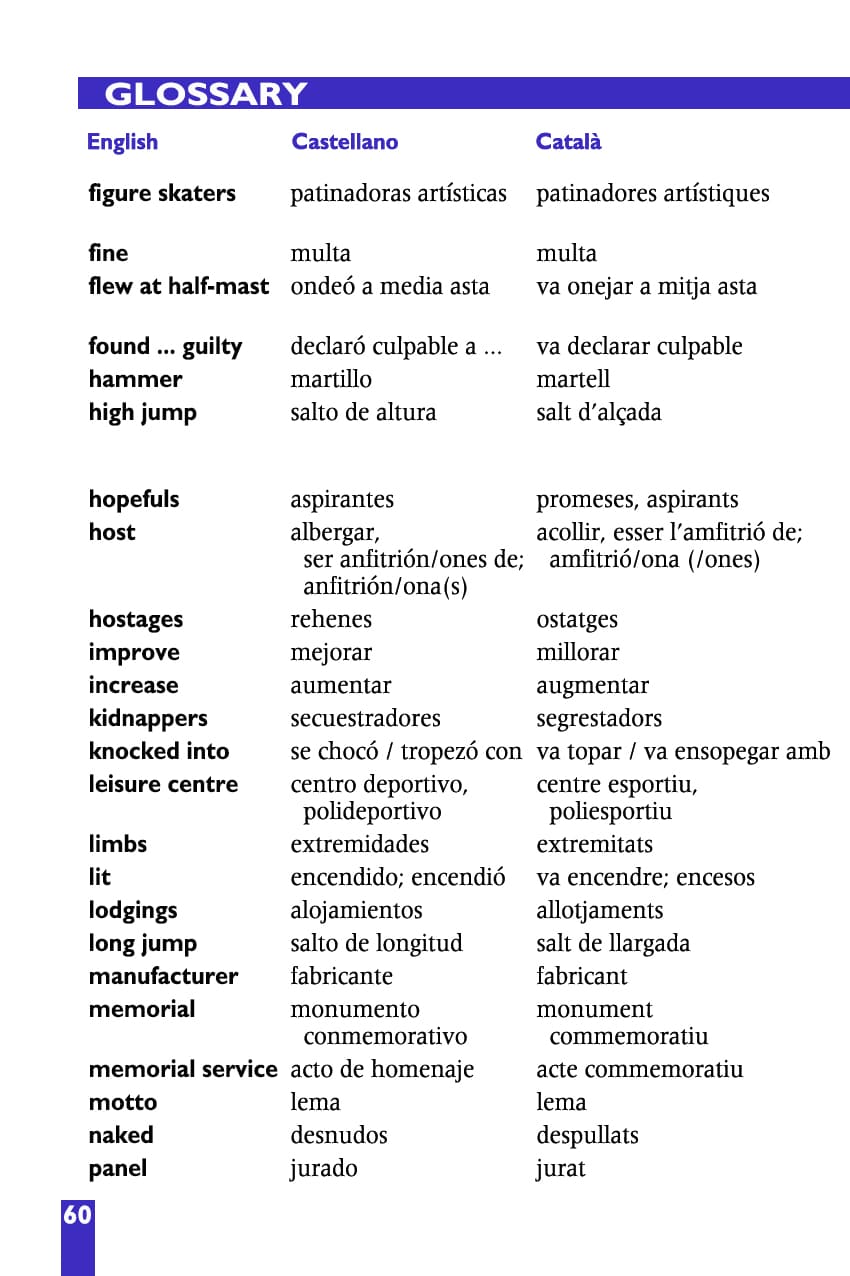 GLOSSARY
English Castellano Català
figure skaters patinadoras artísticas patinadores artístiques
fine multa multa
flew at half-mast ondeó a media asta va onejar a mitja asta
found ... guilty declaró culpable a ... va declarar culpable
hammer martillo martell
high jump salto de altura salt d’alçada
hopefuls aspirantes promeses, aspirants
host albergar, acollir, esser l’amfitrió de;
ser anfitrión/ones de; amfitrió/ona (/ones)
anfitrión/ona(s)
hostages rehenes ostatges
improve mejorar millorar
increase aumentar augmentar
kidnappers secuestradores segrestadors
knocked into se chocó / tropezó con va topar / va ensopegar amb
leisure centre centro deportivo, centre esportiu,
polideportivo poliesportiu
limbs extremidades extremitats
lit encendido; encendió va encendre; encesos
lodgings alojamientos allotjaments
long jump salto de longitud salt de llargada
manufacturer fabricante fabricant
memorial monumento monument
conmemorativo commemoratiu
memorial service acto de homenaje acte commemoratiu
motto lema lema
naked desnudos despullats
panel jurado jurat
60